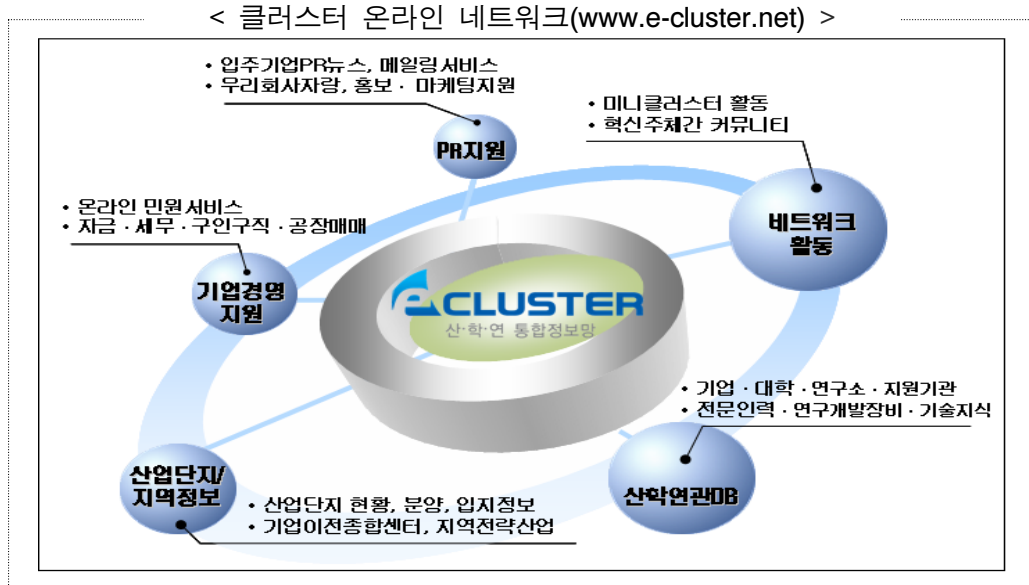 < 클러스터 온라인 네트워크(www.e-cluster.net) >
• 입주기업PR뉴스, 메일링서비스
• 우리회사자랑, 홍보 · 마케팅지원
PR지원
• 미니클러스터 활동
• 혁신주체간 커뮤니티
네트워크
활동
• 온라인 민원서비스
• 자금 · 세무 · 구인구직 · 공장매매
기업경영
지원
eCLUSTER
산·학·연 통합정보망
• 기업 · 대학 · 연구소 · 지원기관
• 전문인력 · 연구개발장비 · 기술지식
산학연관DB
산업단지/
지역정보
• 산업단지 현황, 분양, 입지정보
• 기업이전종합센터, 지역전략산업